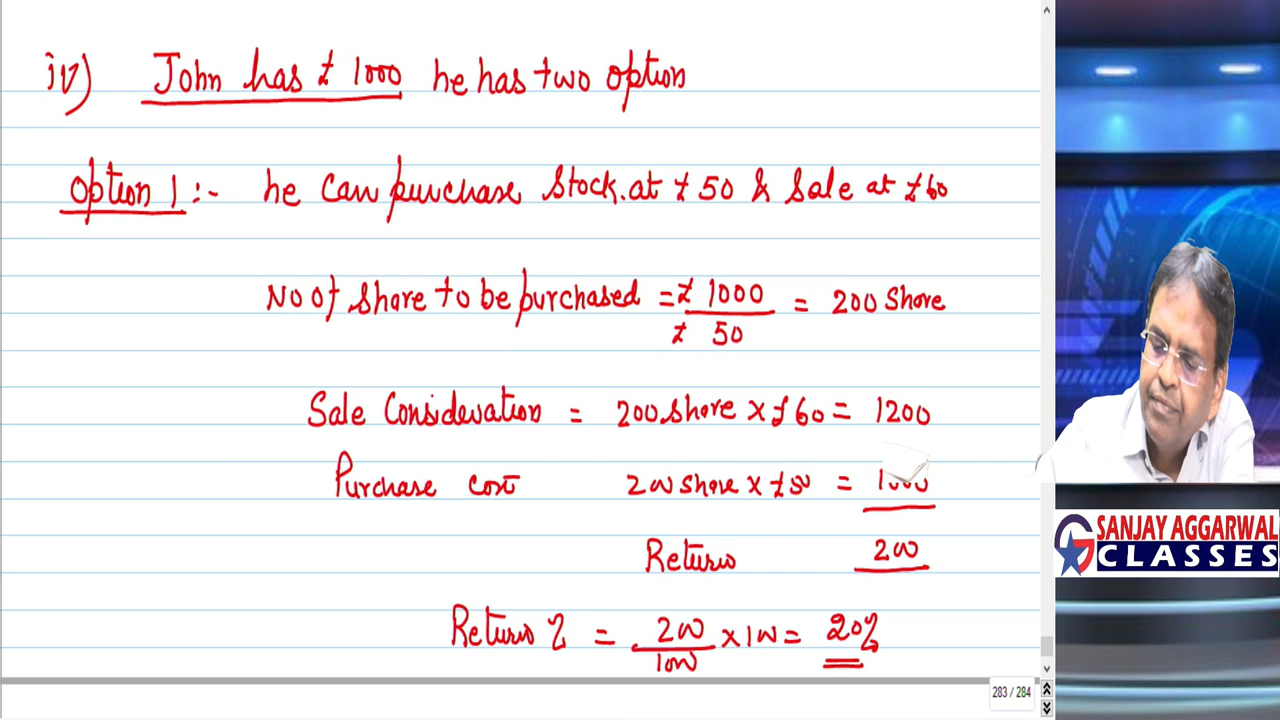 iv) John has £ 1000 he has two option
Option 1 :- he can purchase Stock. at £ 50 & Sale at £ 60
No of Share to be purchased = £ 1000 / £ 50 = 200 Share
Sale Consideration = 200 Share × £ 60 = 1200
Purchase cost 200 Share × £ 50 = 1000
Return 200
Return % = 200 / 1000 × 100 = 20%
283 / 284
SANJAY AGGARWAL
CLASSES